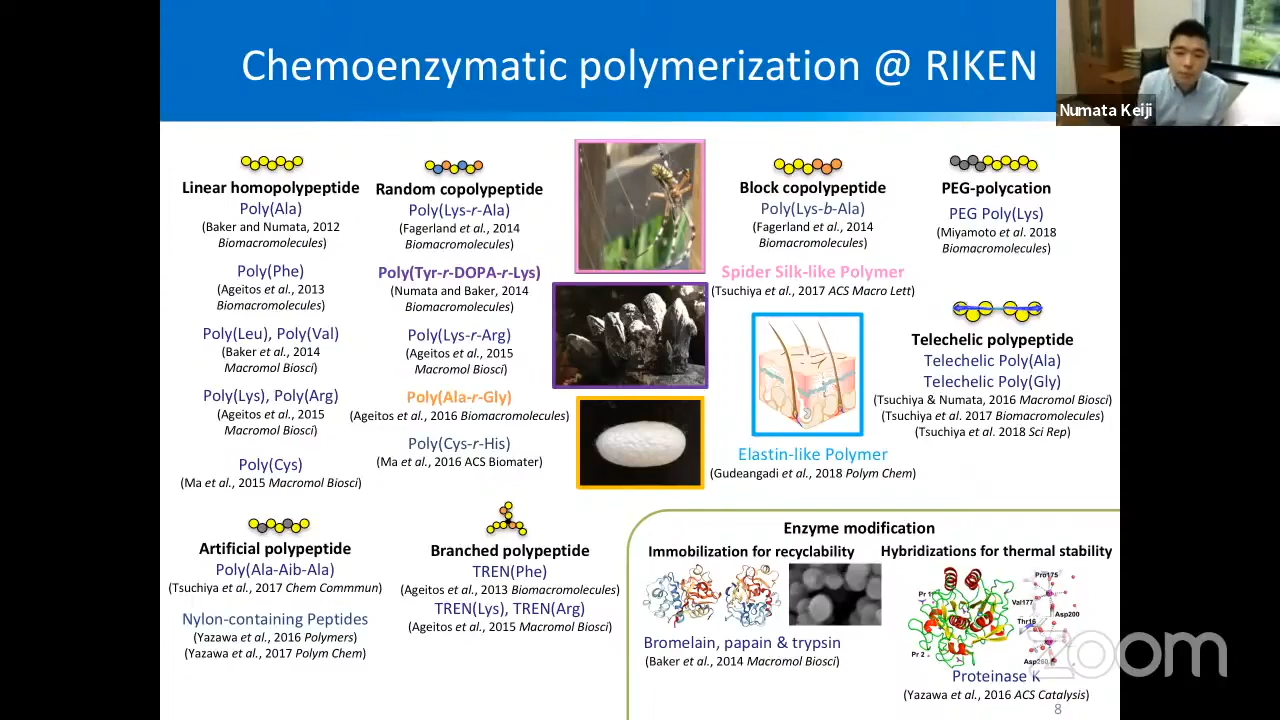 Chemoenzymatic polymerization @ RIKEN
Numata Keiji
Linear homopolypeptide
Poly(Ala)
(Baker and Numata, 2012
Biomacromolecules)
Poly(Phe)
(Ageitos et al., 2013
Biomacromolecules)
Poly(Leu), Poly(Val)
(Baker et al., 2014
Macromol Biosci)
Poly(Lys), Poly(Arg)
(Ageitos et al., 2015
Macromol Biosci)
Poly(Cys)
(Ma et al., 2015 Macromol Biosci)
Random copolypeptide
Poly(Lys-r-Ala)
(Fagerland et al., 2014
Biomacromolecules)
Poly(Tyr-r-DOPA-r-Lys)
(Numata and Baker, 2014
Biomacromolecules)
Poly(Lys-r-Arg)
(Ageitos et al., 2015
Macromol Biosci)
Poly(Ala-r-Gly)
(Ageitos et al., 2016 Biomacromolecules)
Poly(Cys-r-His)
(Ma et al., 2016 ACS Biomater)
Block copolypeptide
Poly(Lys-b-Ala)
(Fagerland et al., 2014
Biomacromolecules)
Spider Silk-like Polymer
(Tsuchiya et al., 2017 ACS Macro Lett)
Elastin-like Polymer
(Gudeangadi et al., 2018 Polym Chem)
PEG-polycation
PEG Poly(Lys)
(Miyamoto et al. 2018
Biomacromolecules)
Telechelic polypeptide
Telechelic Poly(Ala)
Telechelic Poly(Gly)
(Tsuchiya & Numata, 2016 Macromol Biosci)
(Tsuchiya et al. 2017 Biomacromolecules)
(Tsuchiya et al. 2018 Sci Rep)
Artificial polypeptide
Poly(Ala-Aib-Ala)
(Tsuchiya et al., 2017 Chem Commmun)
Nylon-containing Peptides
(Yazawa et al., 2016 Polymers)
(Yazawa et al., 2017 Polym Chem)
Branched polypeptide
TREN(Phe)
(Ageitos et al., 2013 Biomacromolecules)
TREN(Lys), TREN(Arg)
(Ageitos et al., 2015 Macromol Biosci)
Enzyme modification
Immobilization for recyclability
Bromelain, papain & trypsin
(Baker et al., 2014 Macromol Biosci)
Hybridizations for thermal stability
Pro175
Val177
Thr16
Asp200
Asp260
Pr 2
Proteinase K
(Yazawa et al., 2016 ACS Catalysis)
zoom
8